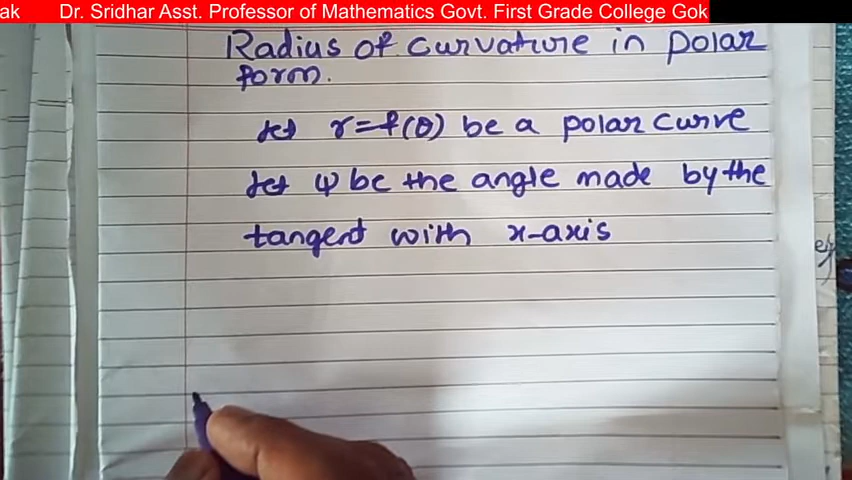 ak Dr. Sridhar Asst. Professor of Mathematics Govt. First Grade College Gok
Radius of curvature in polar
form.
Let r=f(θ) be a polar curve
Let ψ be the angle made by the
tangent with x-axis